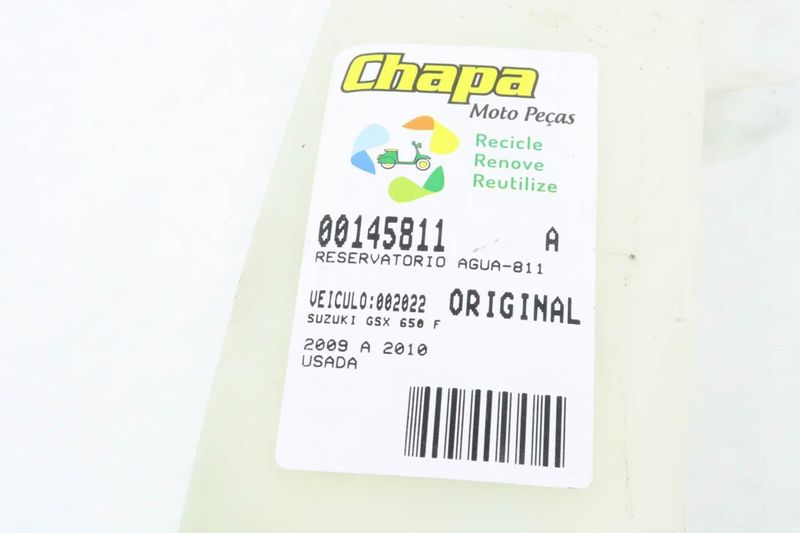 Chapa
Moto Peças
Recicle
Renove
Reutilize
00145811 A
RESERVATORIO AGUA-811
VEICULO:002022 ORIGINAL
SUZUKI GSX 650 F
2009 A 2010
USADA